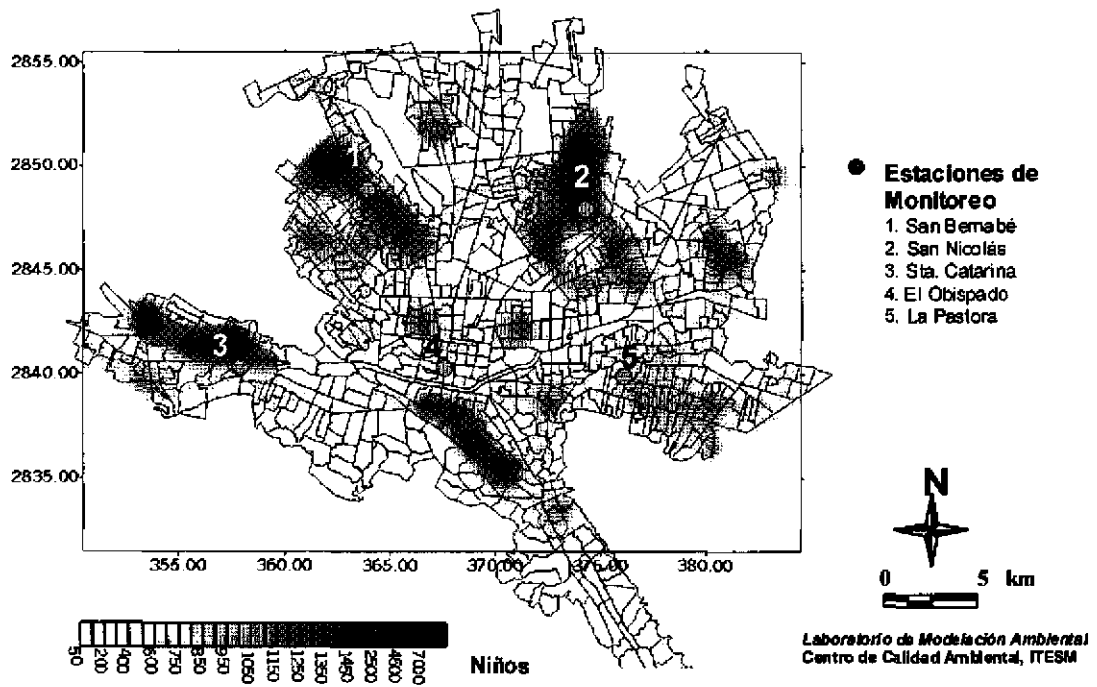 2855.00
2850.00
2845.00
2840.00
2835.00
355.00 360.00 365.00 370.00 375.00 380.00
1
2
3
4
5
Estaciones de
Monitoreo
1. San Bernabé
2. San Nicolás
3. Sta. Catarina
4. El Obispado
5. La Pastora
N
0 5 km
50 200 400 600 750 850 950 1050 1150 1250 1350 1450 2500 4600 7000
Niños
Laboratorio de Modelación Ambiental
Centro de Calidad Ambiental, ITESM